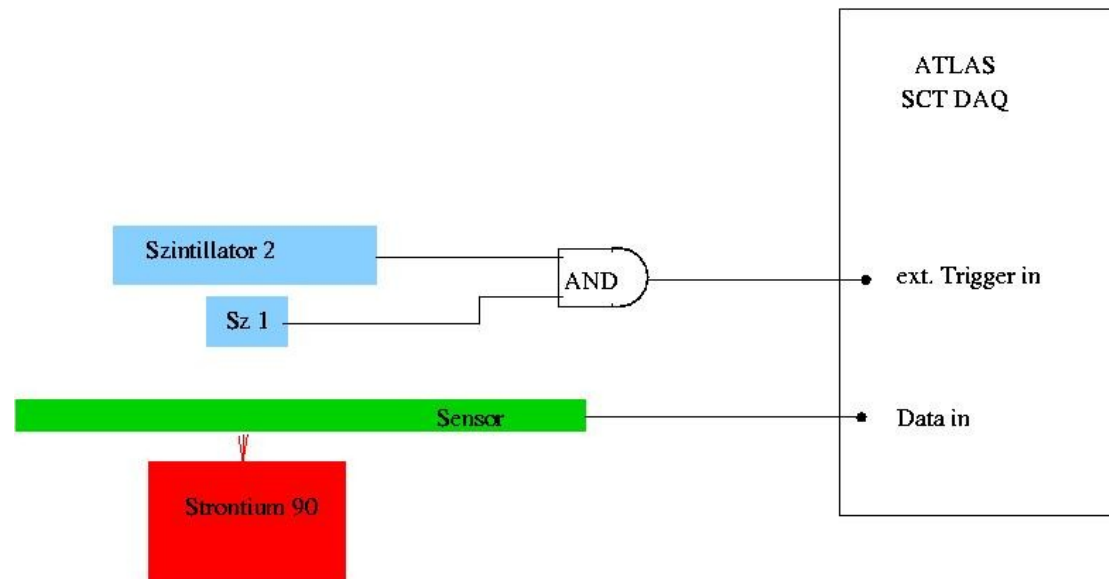 ATLAS
SCT DAQ
Szintillator 2
AND
ext. Trigger in
Sz 1
Sensor
Data in
Strontium 90